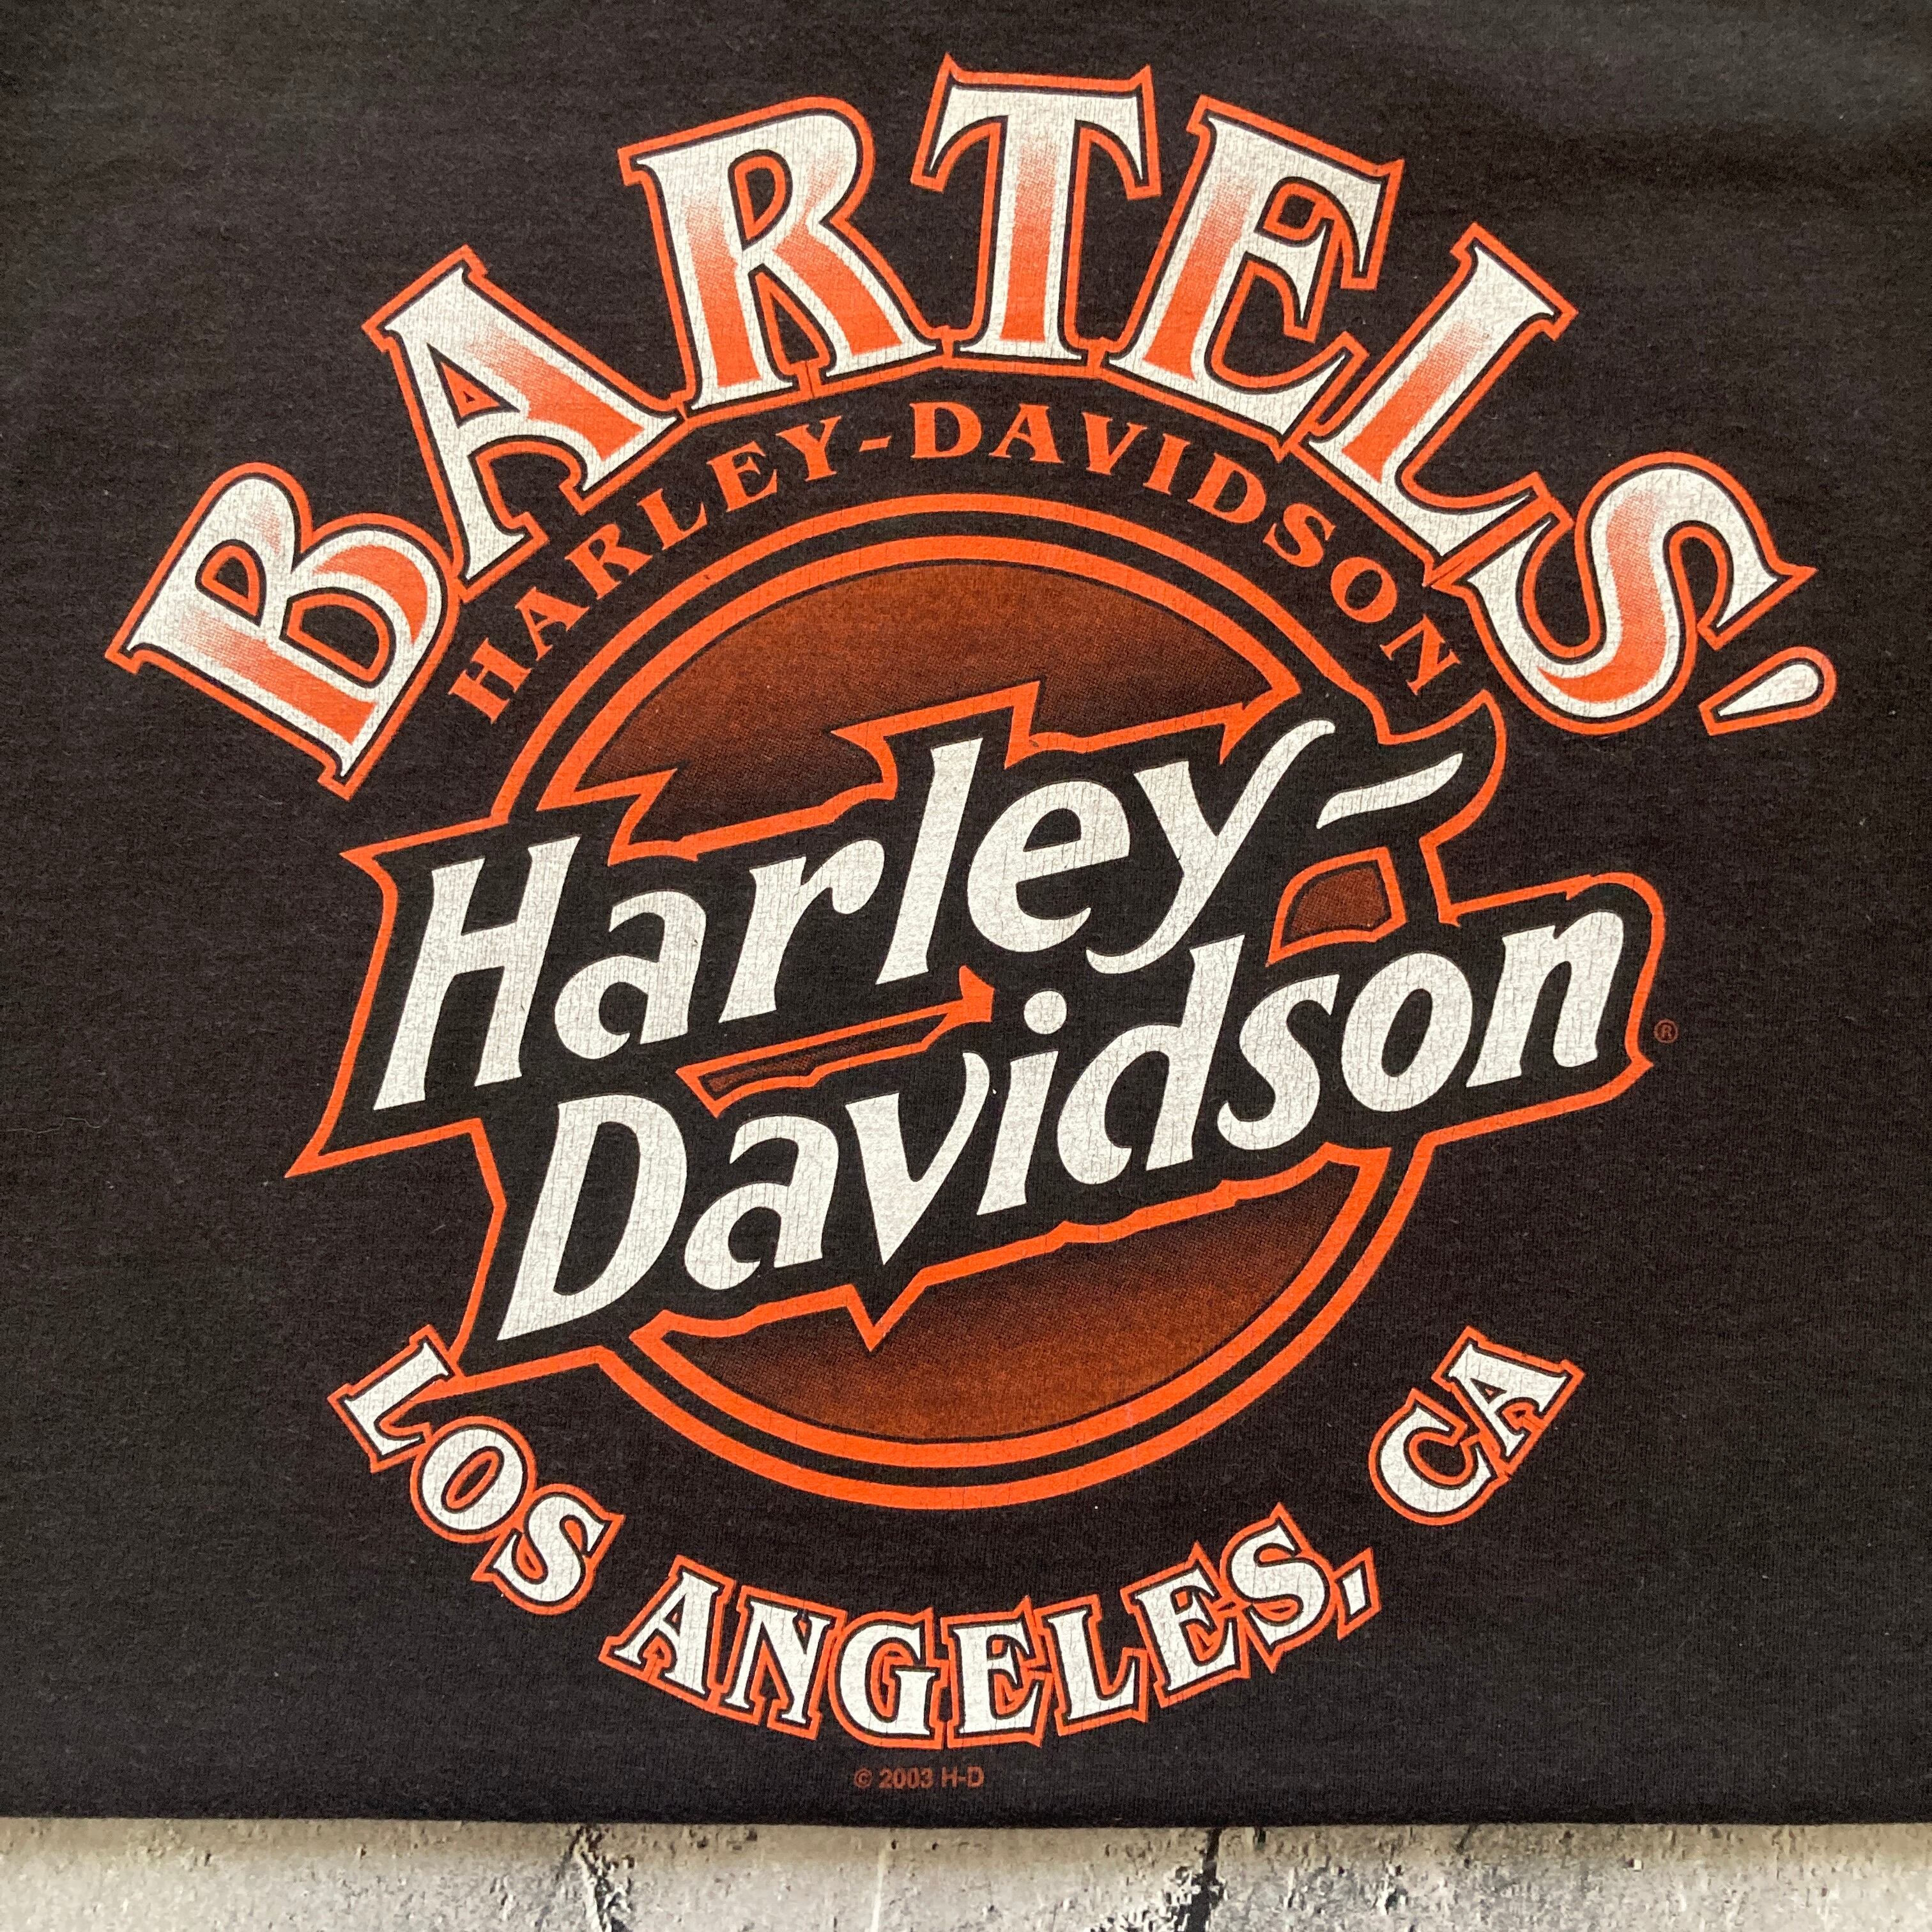 BARTELS'
HARLEY-DAVIDSON
Harley-
Davidson
®
LOS ANGELES, CA
© 2003 H-D